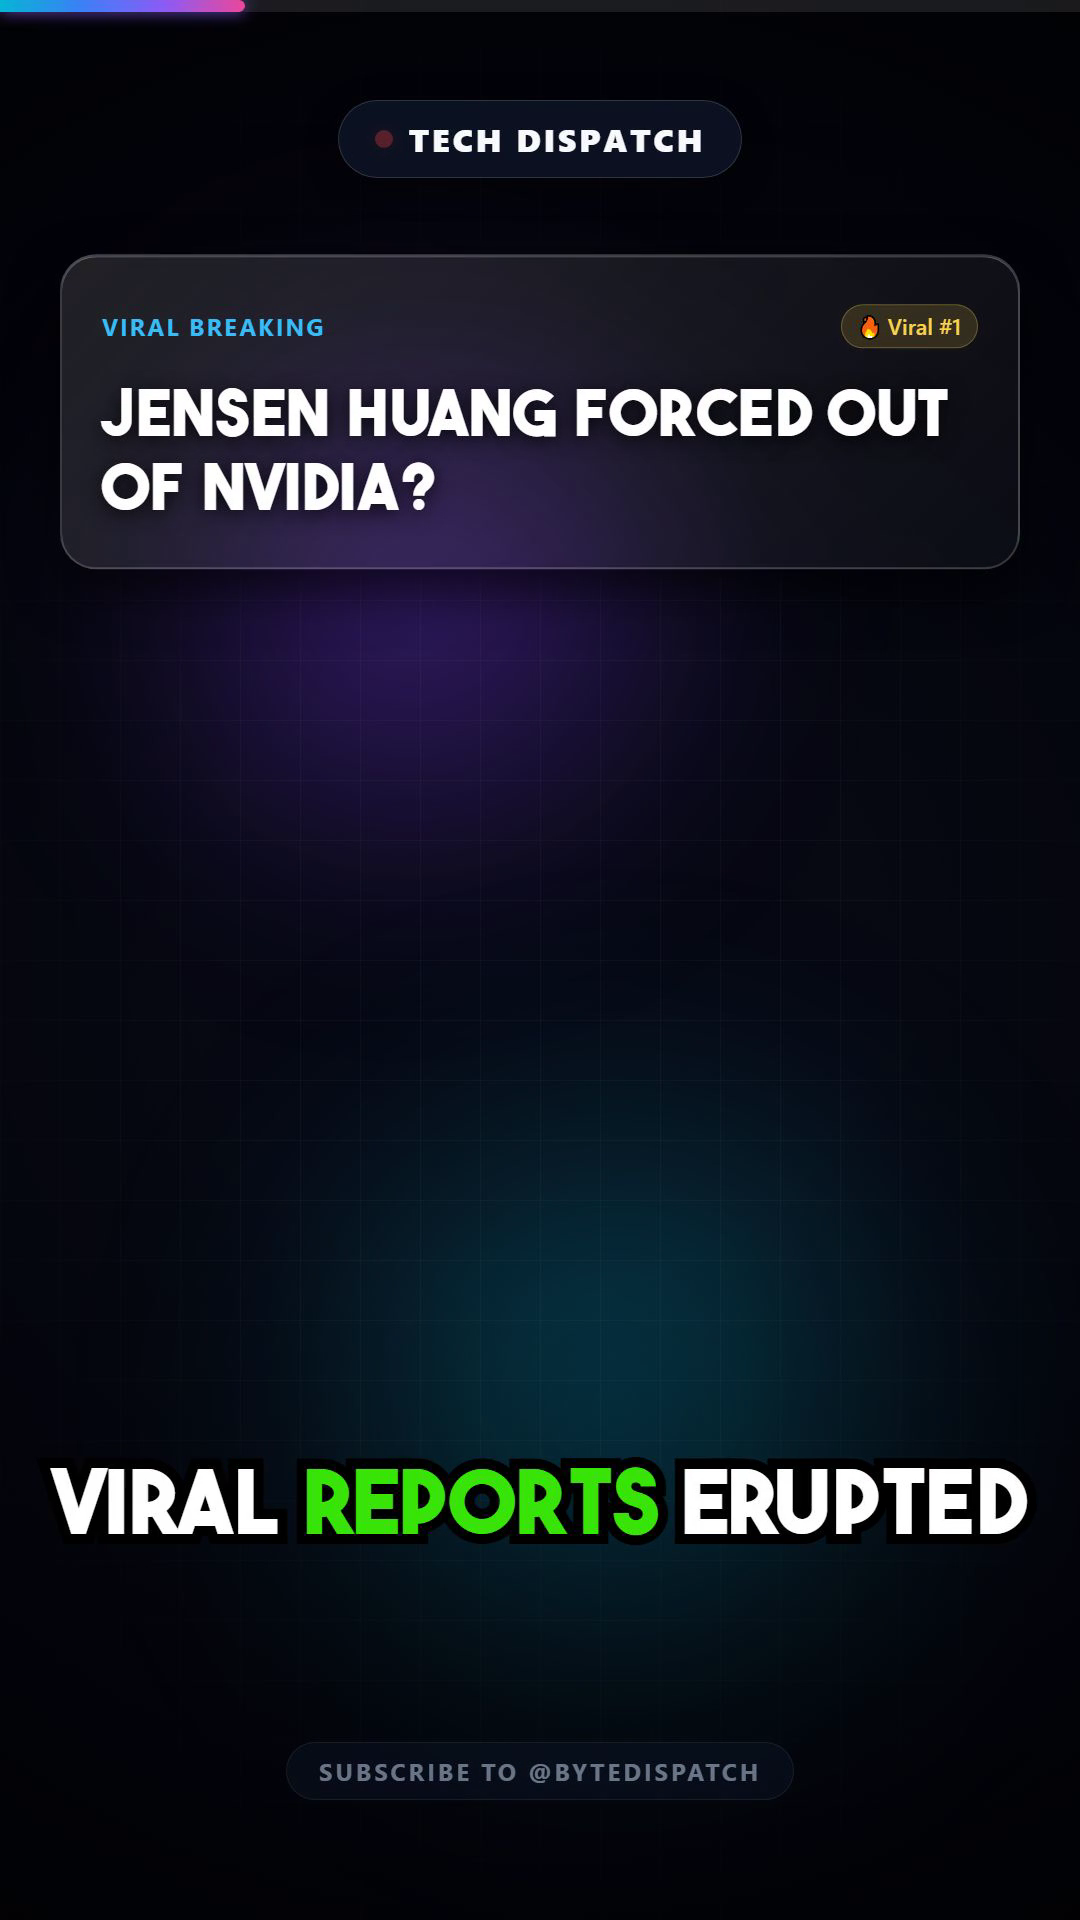 TECH DISPATCH
VIRAL BREAKING
🔥 Viral #1
JENSEN HUANG FORCED OUT
OF NVIDIA?
VIRAL REPORTS ERUPTED
SUBSCRIBE TO @BYTEDISPATCH